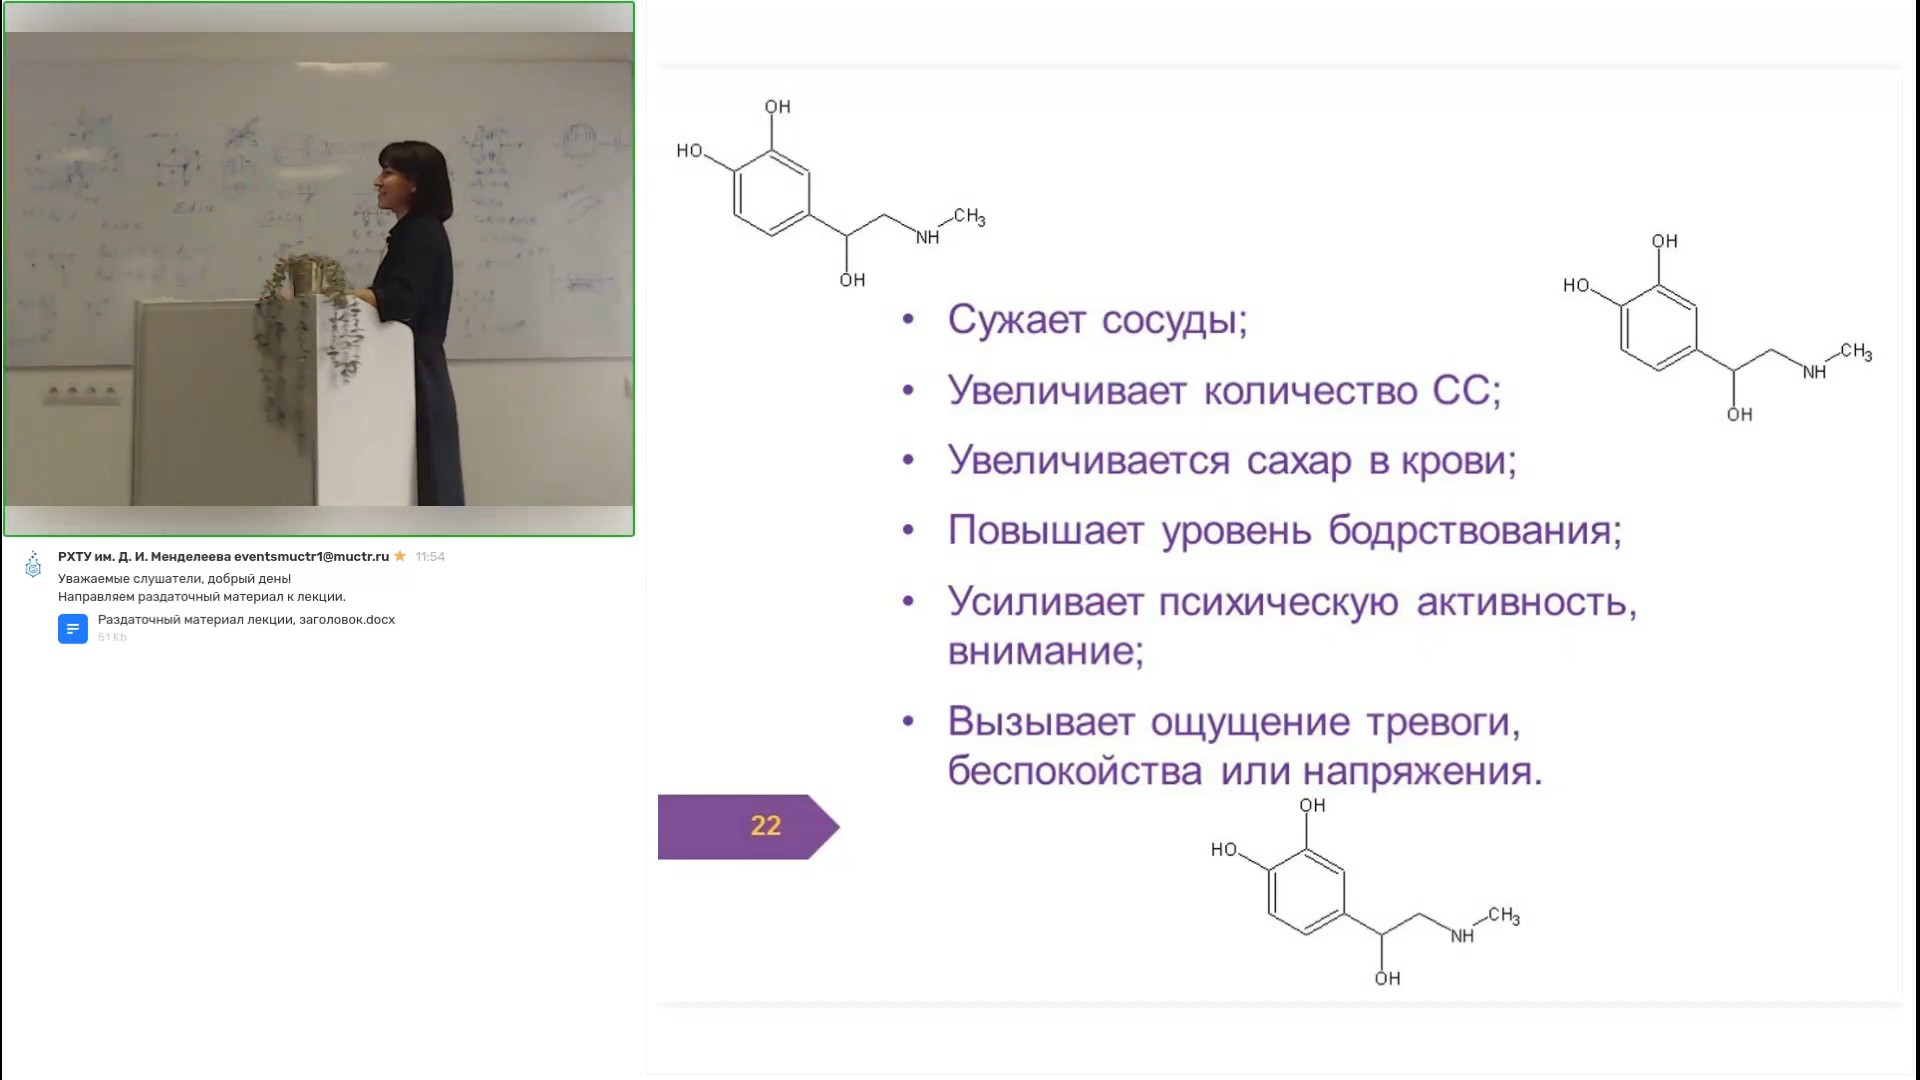 РХТУ им. Д. И. Менделеева eventsmuctr1@muctr.ru 11:54
Уважаемые слушатели, добрый день!
Направляем раздаточный материал к лекции.
Раздаточный материал лекции, заголовок.docx
51 Kb
OH
HO
CH3
NH
OH
OH
HO
CH3
NH
OH
• Сужает сосуды;
• Увеличивает количество СС;
• Увеличивается сахар в крови;
• Повышает уровень бодрствования;
• Усиливает психическую активность,
внимание;
• Вызывает ощущение тревоги,
беспокойства или напряжения.
22
OH
HO
CH3
NH
OH